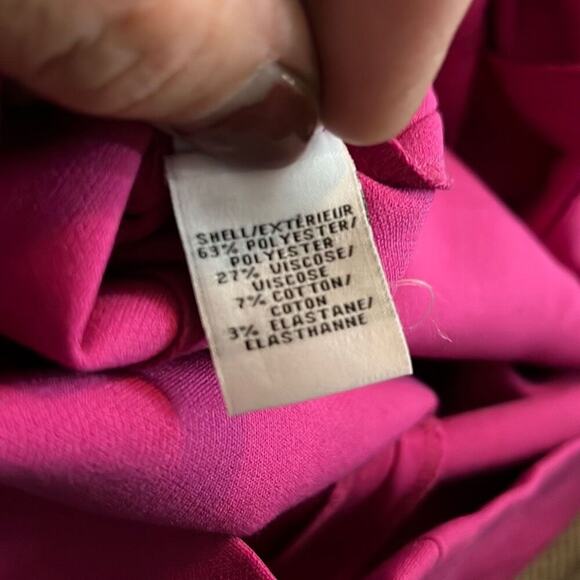 SHELL/EXTÉRIEUR
63% POLYESTER/
POLYESTER
27% VISCOSE/
VISCOSE
7% COTTON/
COTON
3% ELASTANE/
ELASTHANNE